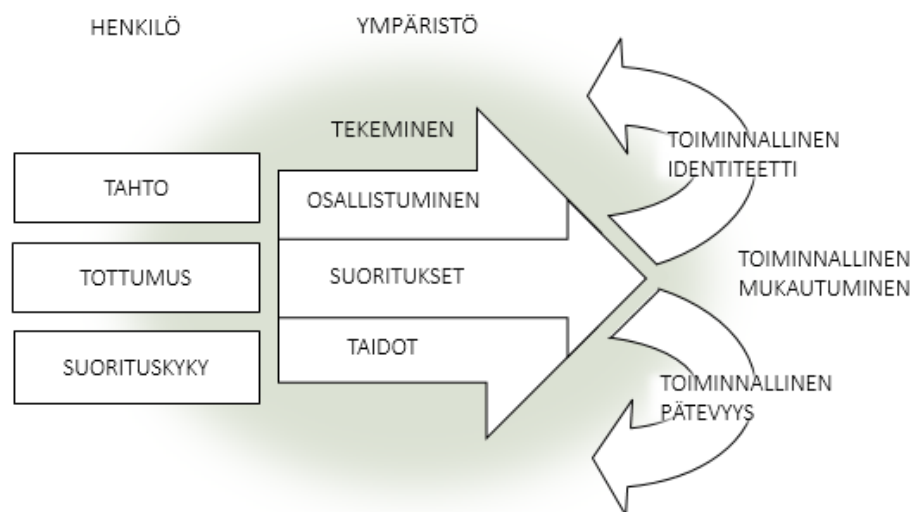 HENKILÖ
YMPÄRISTÖ
TEKEMINEN
TAHTO
TOTTUMUS
SUORITUSKYKY
OSALLISTUMINEN
SUORITUKSET
TAIDOT
TOIMINNALLINEN
IDENTITEETTI
TOIMINNALLINEN
MUKAUTUMINEN
TOIMINNALLINEN
PÄTEVYYS